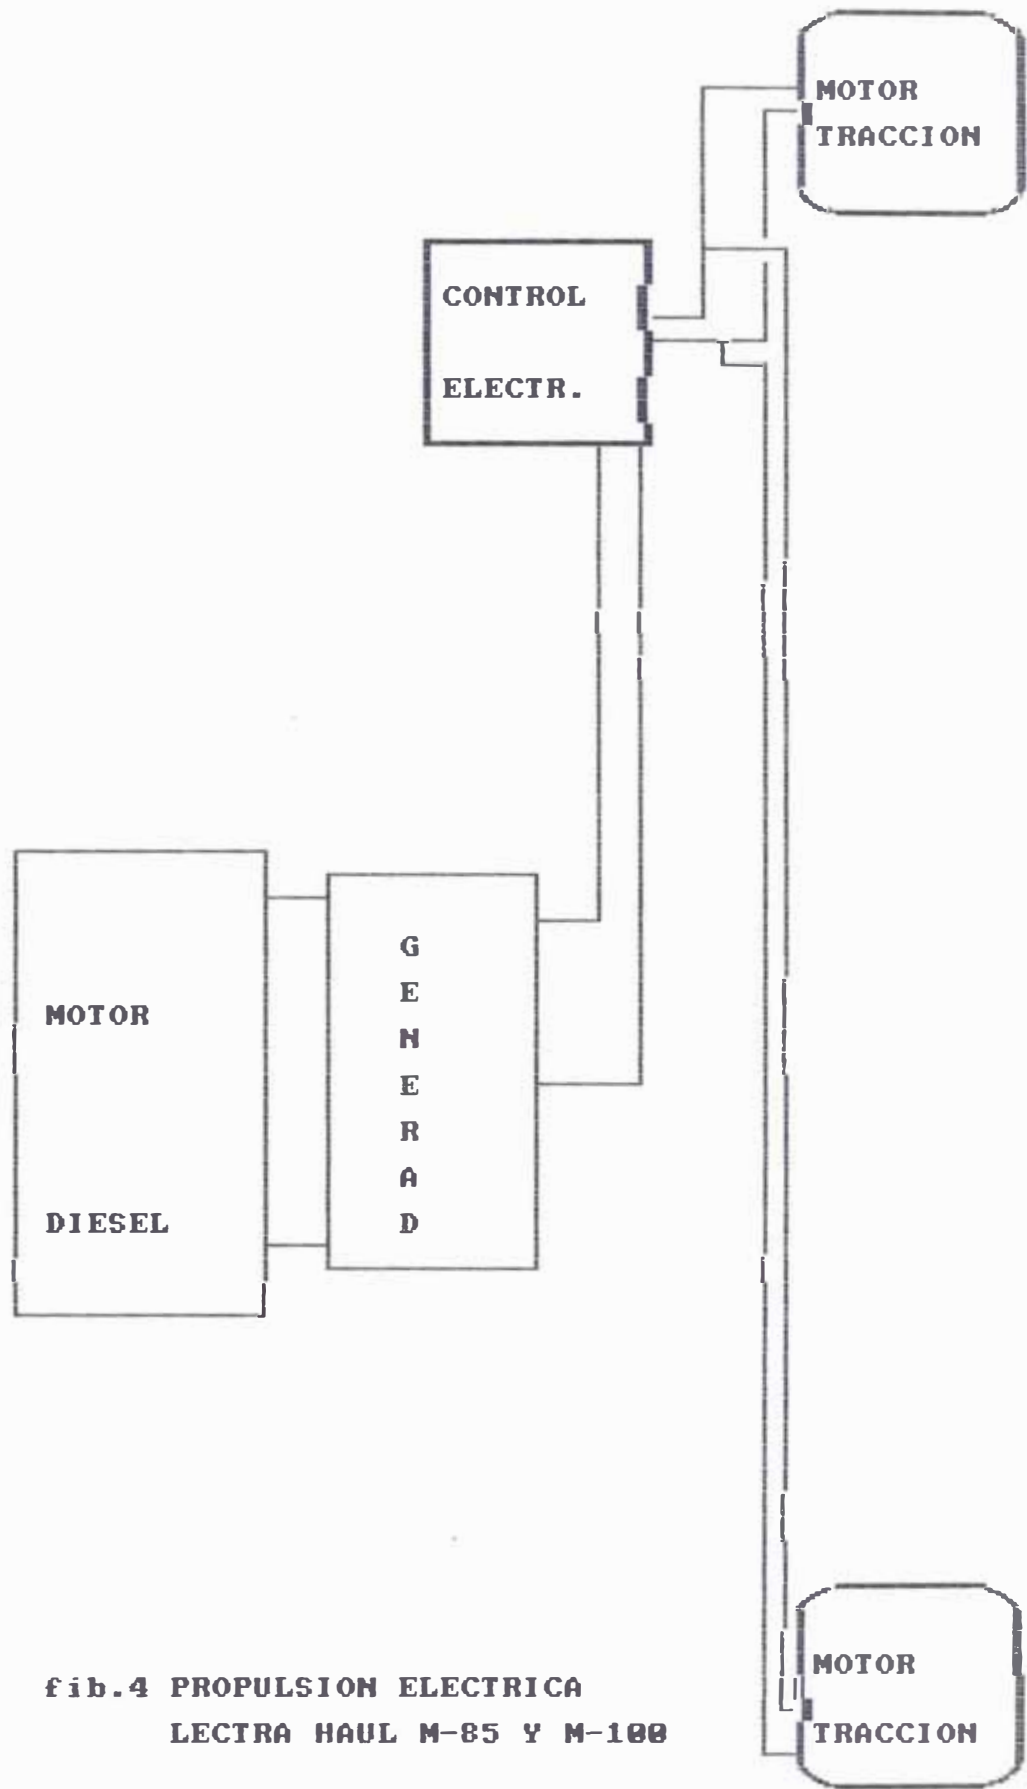 MOTOR
TRACCION
CONTROL
ELECTR.
G
E
N
E
R
A
D
MOTOR
DIESEL
MOTOR
TRACCION
fib.4 PROPULSION ELECTRICA
LECTRA HAUL M-85 Y M-100